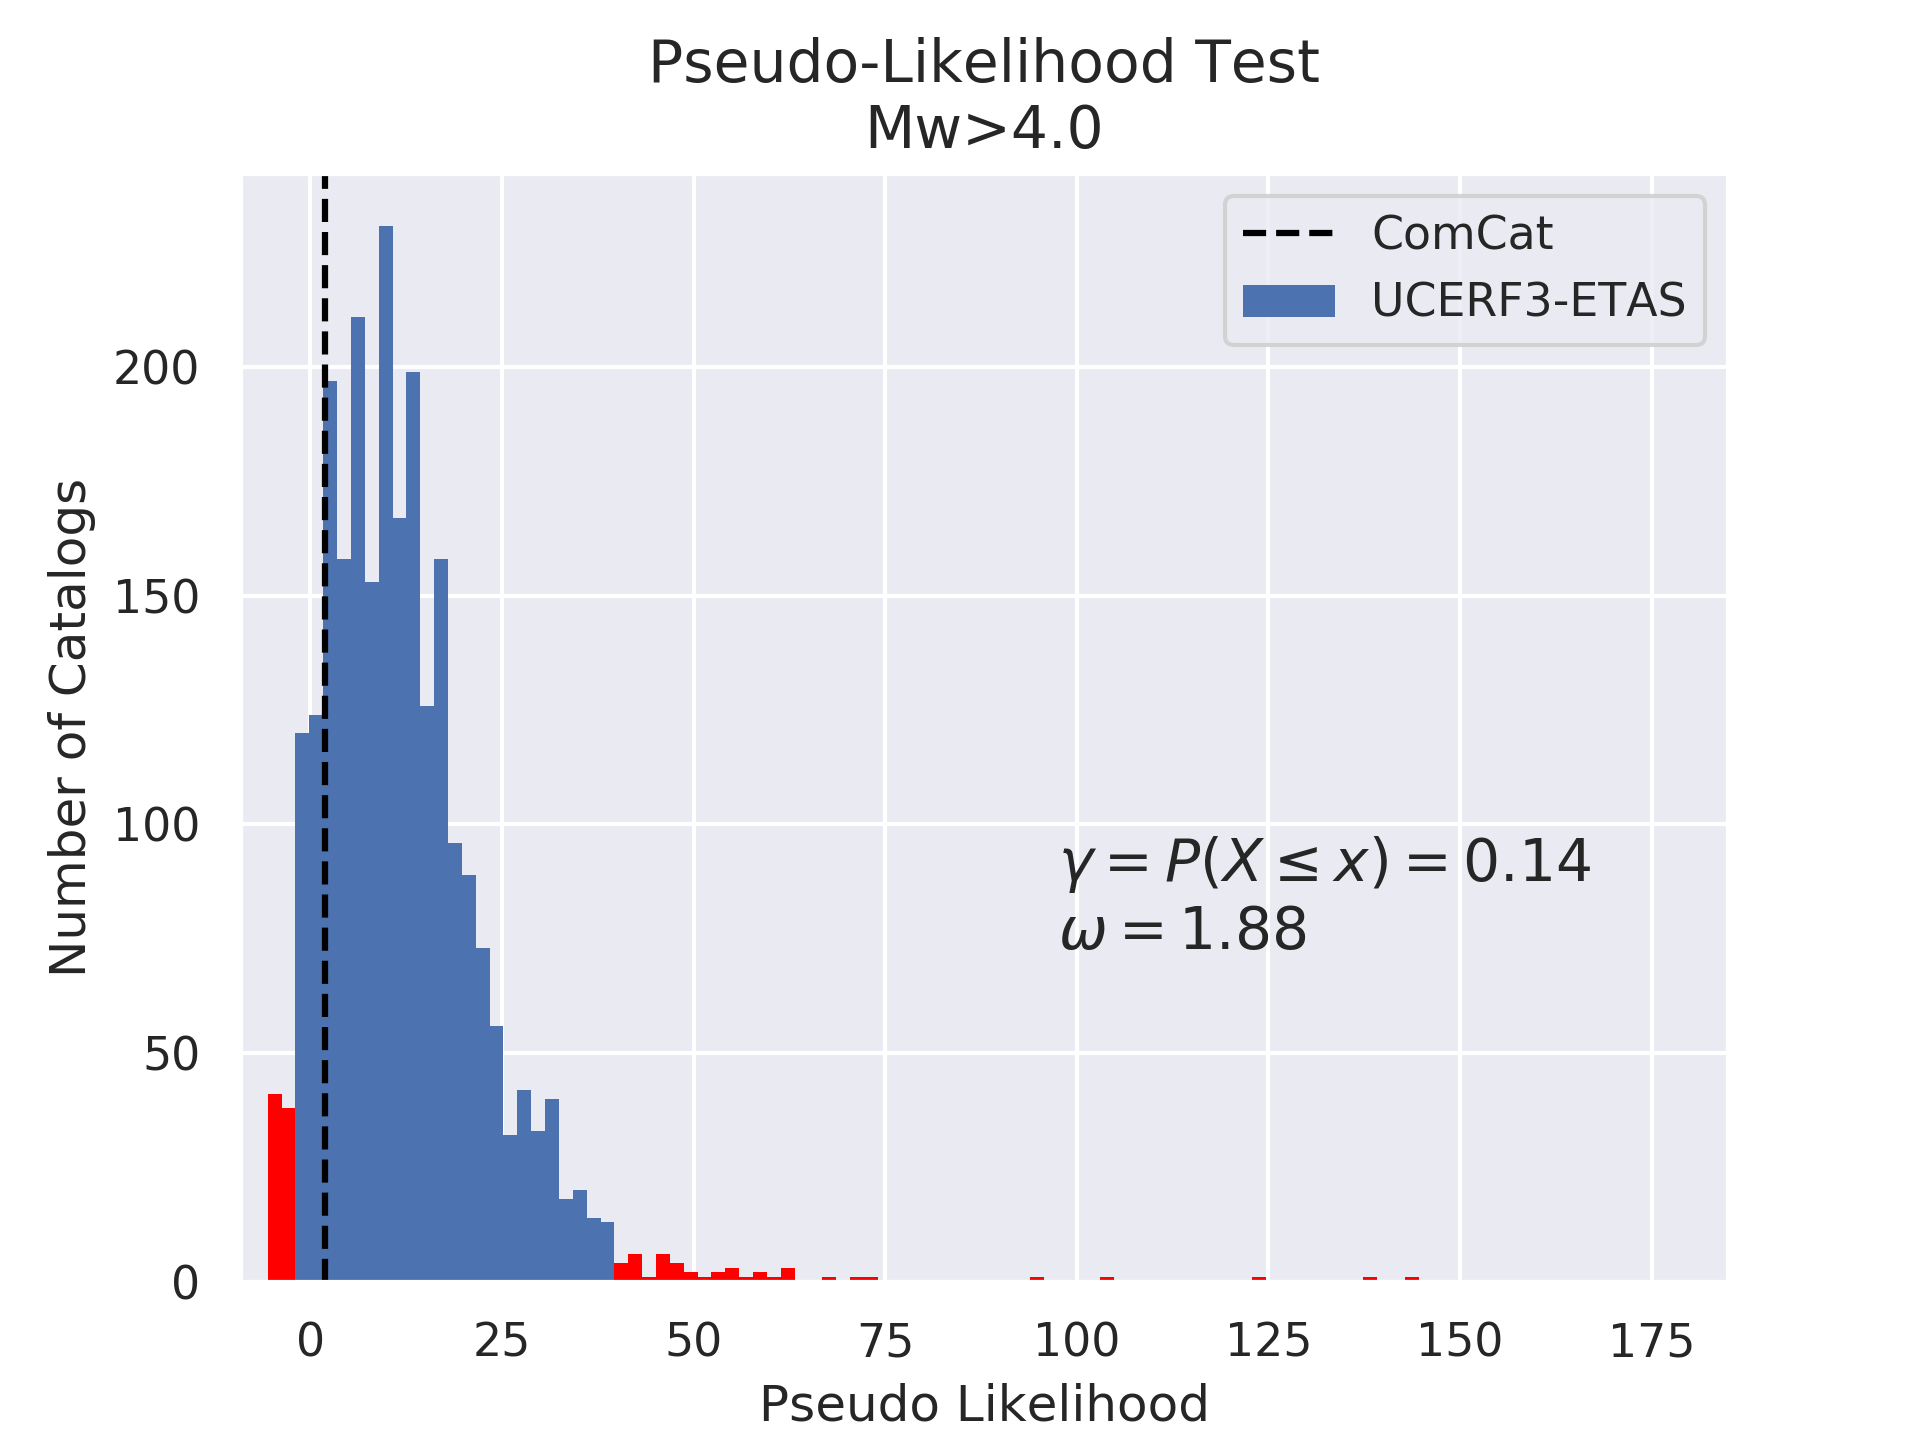 Pseudo-Likelihood Test
Mw>4.0
ComCat
UCERF3-ETAS
Number of Catalogs
200
150
100
50
0
γ = P(X ≤ x) = 0.14
ω = 1.88
0 25 50 75 100 125 150 175
Pseudo Likelihood